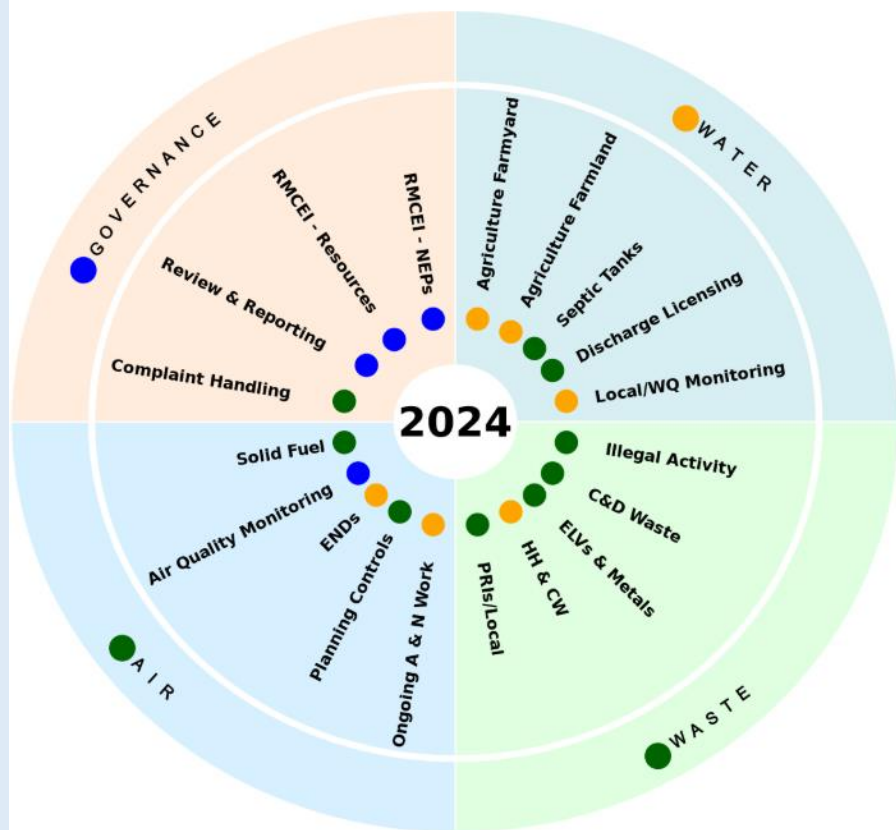 GOVERNANCE
RMCEI - NEPs
RMCEI - Resources
Review & Reporting
Complaint Handling
WATER
Agriculture Farmyard
Agriculture Farmland
Septic Tanks
Discharge Licensing
Local/WQ Monitoring
2024
AIR
Solid Fuel
Air Quality Monitoring
ENDs
Planning Controls
Ongoing A & N Work
WASTE
Illegal Activity
C&D Waste
ELVs & Metals
HH & CW
PRIs/Local